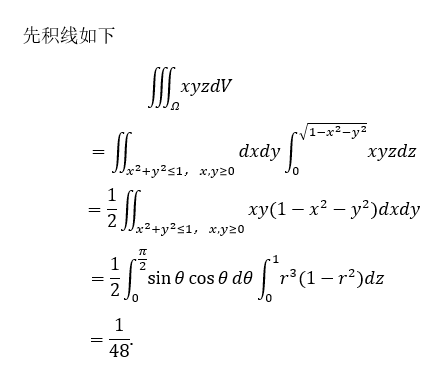 先积线如下
∭_Ω xyzdV
= ∬_{x²+y²≤1, x,y≥0} dxdy ∫_0^{√(1−x²−y²)} xyzdz
= 1/2 ∬_{x²+y²≤1, x,y≥0} xy(1 − x² − y²)dxdy
= 1/2 ∫_0^{π/2} sin θ cos θ dθ ∫_0^1 r³(1 − r²)dz
= 1/48.